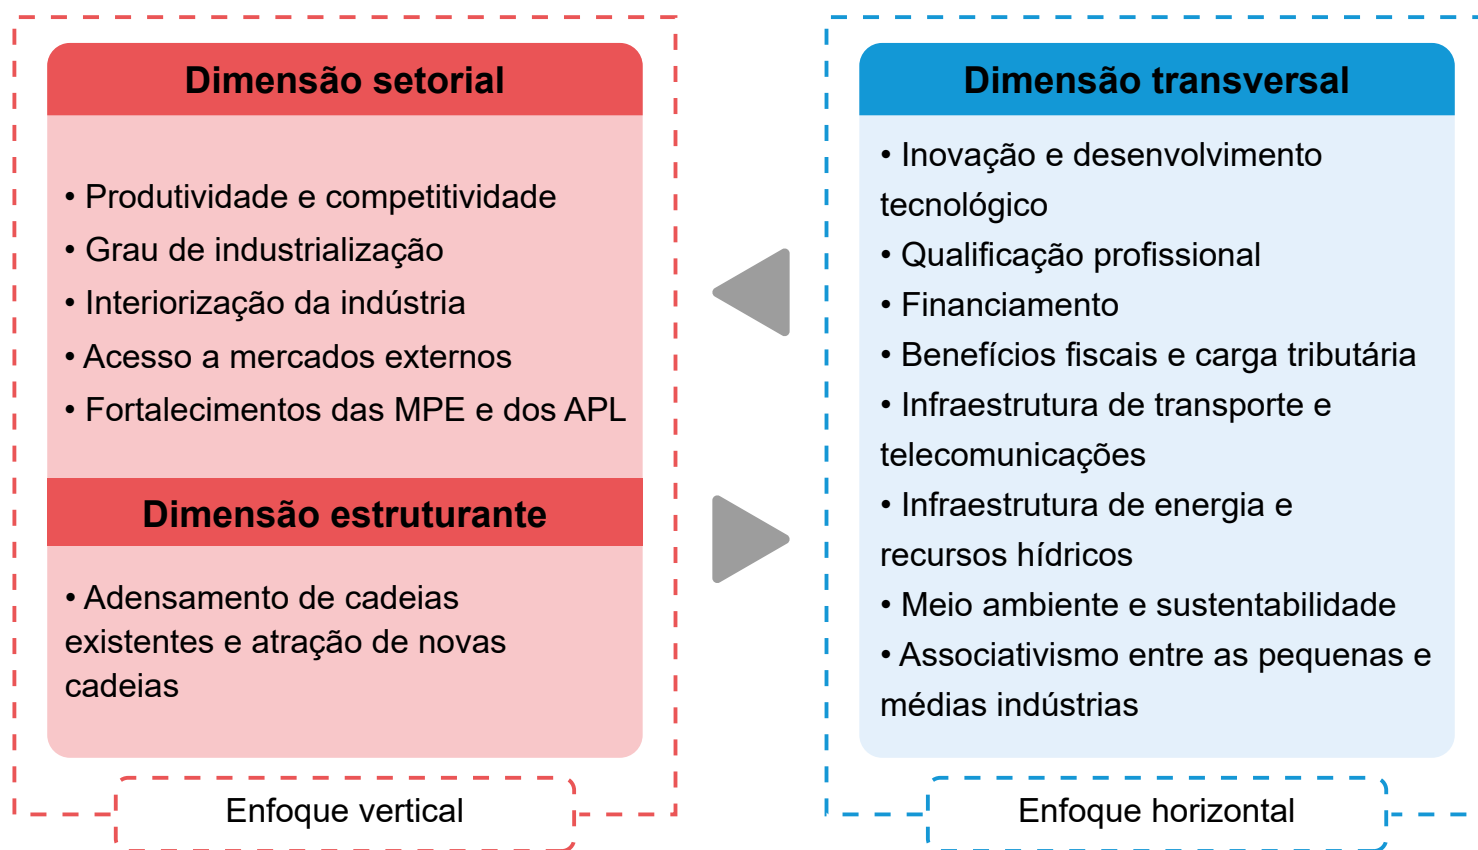 Dimensão setorial
• Produtividade e competitividade
• Grau de industrialização
• Interiorização da indústria
• Acesso a mercados externos
• Fortalecimentos das MPE e dos APL
Dimensão estruturante
• Adensamento de cadeias
existentes e atração de novas
cadeias
Enfoque vertical
Dimensão transversal
• Inovação e desenvolvimento
tecnológico
• Qualificação profissional
• Financiamento
• Benefícios fiscais e carga tributária
• Infraestrutura de transporte e
telecomunicações
• Infraestrutura de energia e
recursos hídricos
• Meio ambiente e sustentabilidade
• Associativismo entre as pequenas e
médias indústrias
Enfoque horizontal